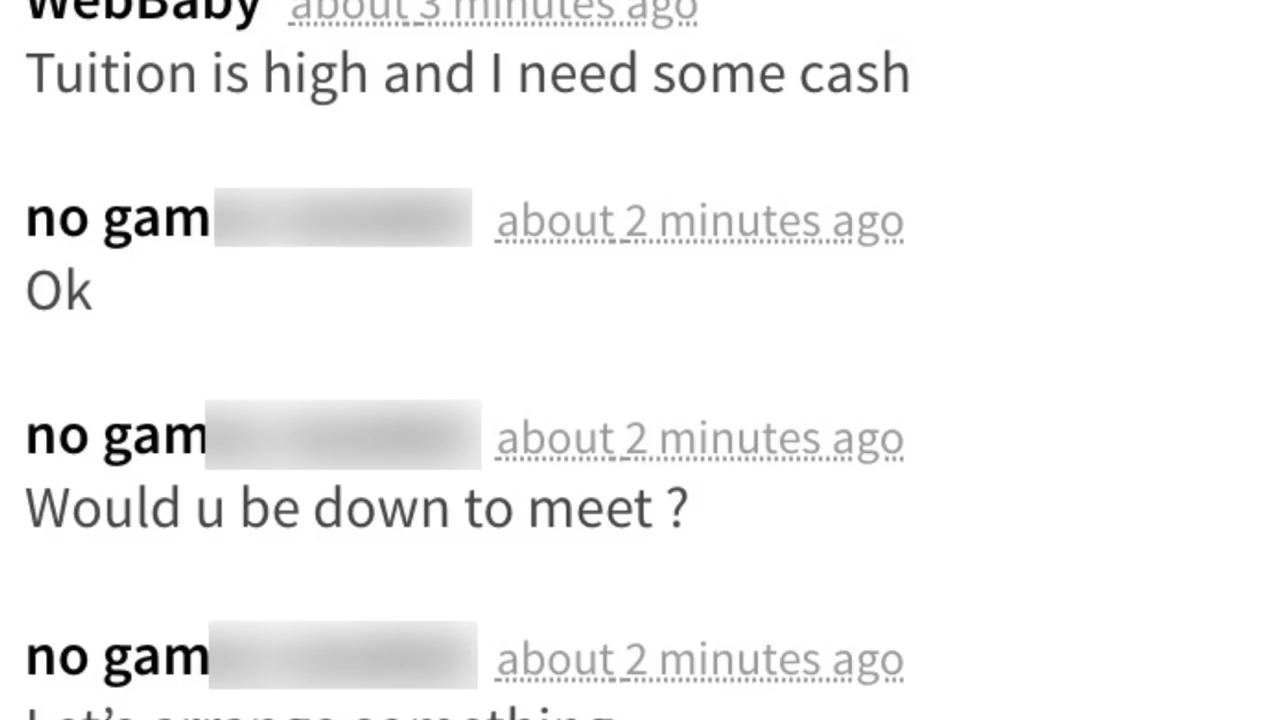 WebBaby about 3 minutes ago
Tuition is high and I need some cash
no gam about 2 minutes ago
Ok
no gam about 2 minutes ago
Would u be down to meet ?
no gam about 2 minutes ago
Let's arrange something